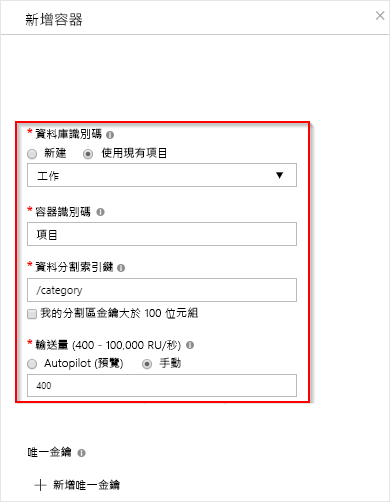 新增容器
* 資料庫識別碼
新建 使用現有項目
工作
* 容器識別碼
項目
* 資料分割索引鍵
/category
我的分割區金鑰大於 100 位元組
* 輸送量 (400 - 100,000 RU/秒)
Autopilot (預覽) 手動
400
唯一金鑰
新增唯一金鑰